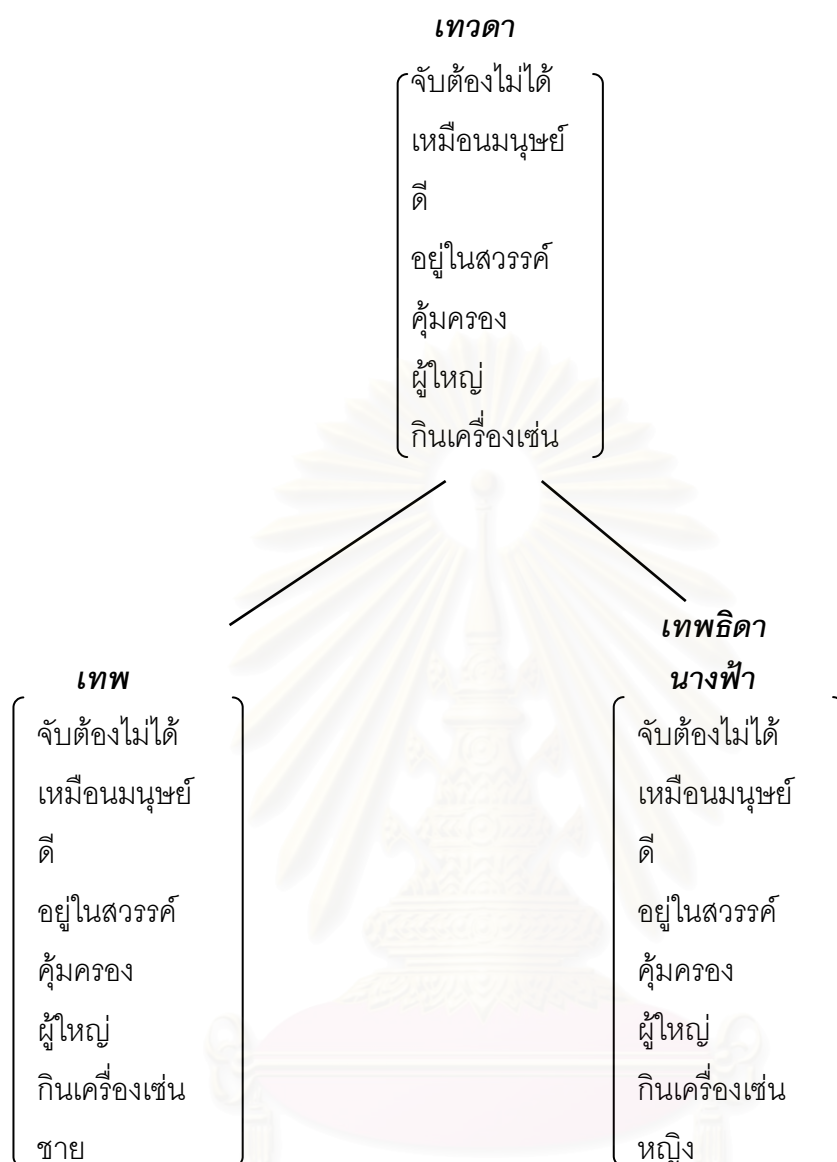 เทวดา
จับต้องไม่ได้
เหมือนมนุษย์
ดี
อยู่ในสวรรค์
คุ้มครอง
ผู้ใหญ่
กินเครื่องเซ่น
เทพ
จับต้องไม่ได้
เหมือนมนุษย์
ดี
อยู่ในสวรรค์
คุ้มครอง
ผู้ใหญ่
กินเครื่องเซ่น
ชาย
เทพธิดา
นางฟ้า
จับต้องไม่ได้
เหมือนมนุษย์
ดี
อยู่ในสวรรค์
คุ้มครอง
ผู้ใหญ่
กินเครื่องเซ่น
หญิง